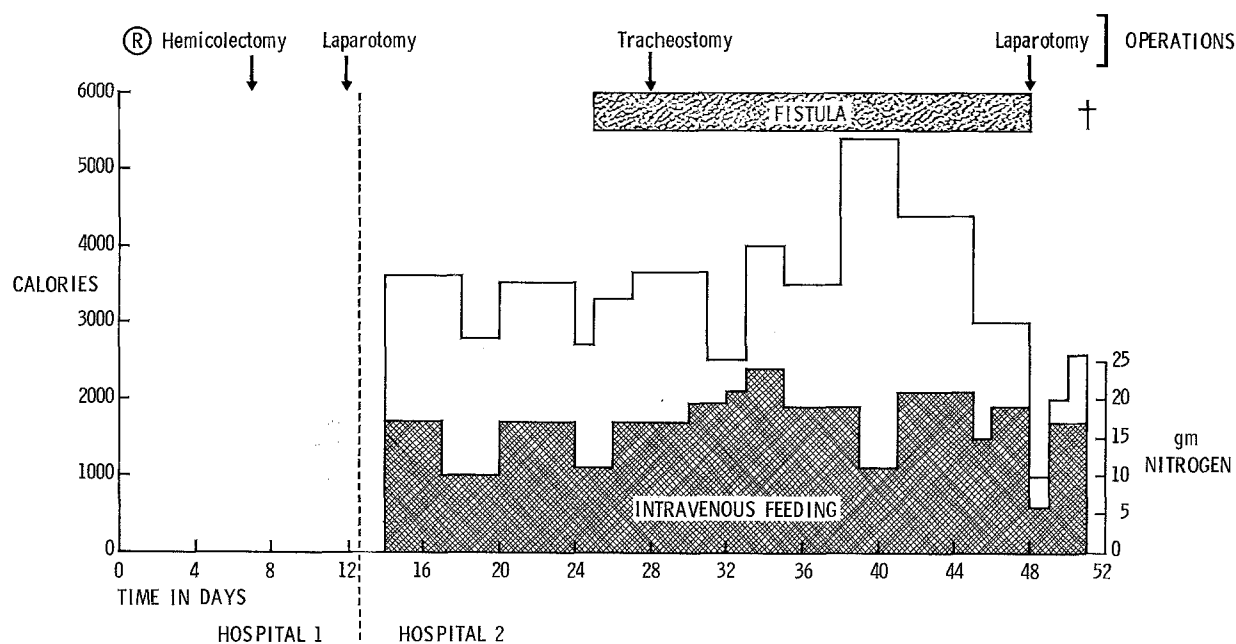 Ⓡ Hemicolectomy Laparotomy Tracheostomy Laparotomy ] OPERATIONS
6000
FISTULA †
5000
4000
CALORIES
3000
2000
1000
0
25
20
15
10
5
0
gm
NITROGEN
INTRAVENOUS FEEDING
0 4 8 12 16 20 24 28 32 36 40 44 48 52
TIME IN DAYS
HOSPITAL 1 HOSPITAL 2